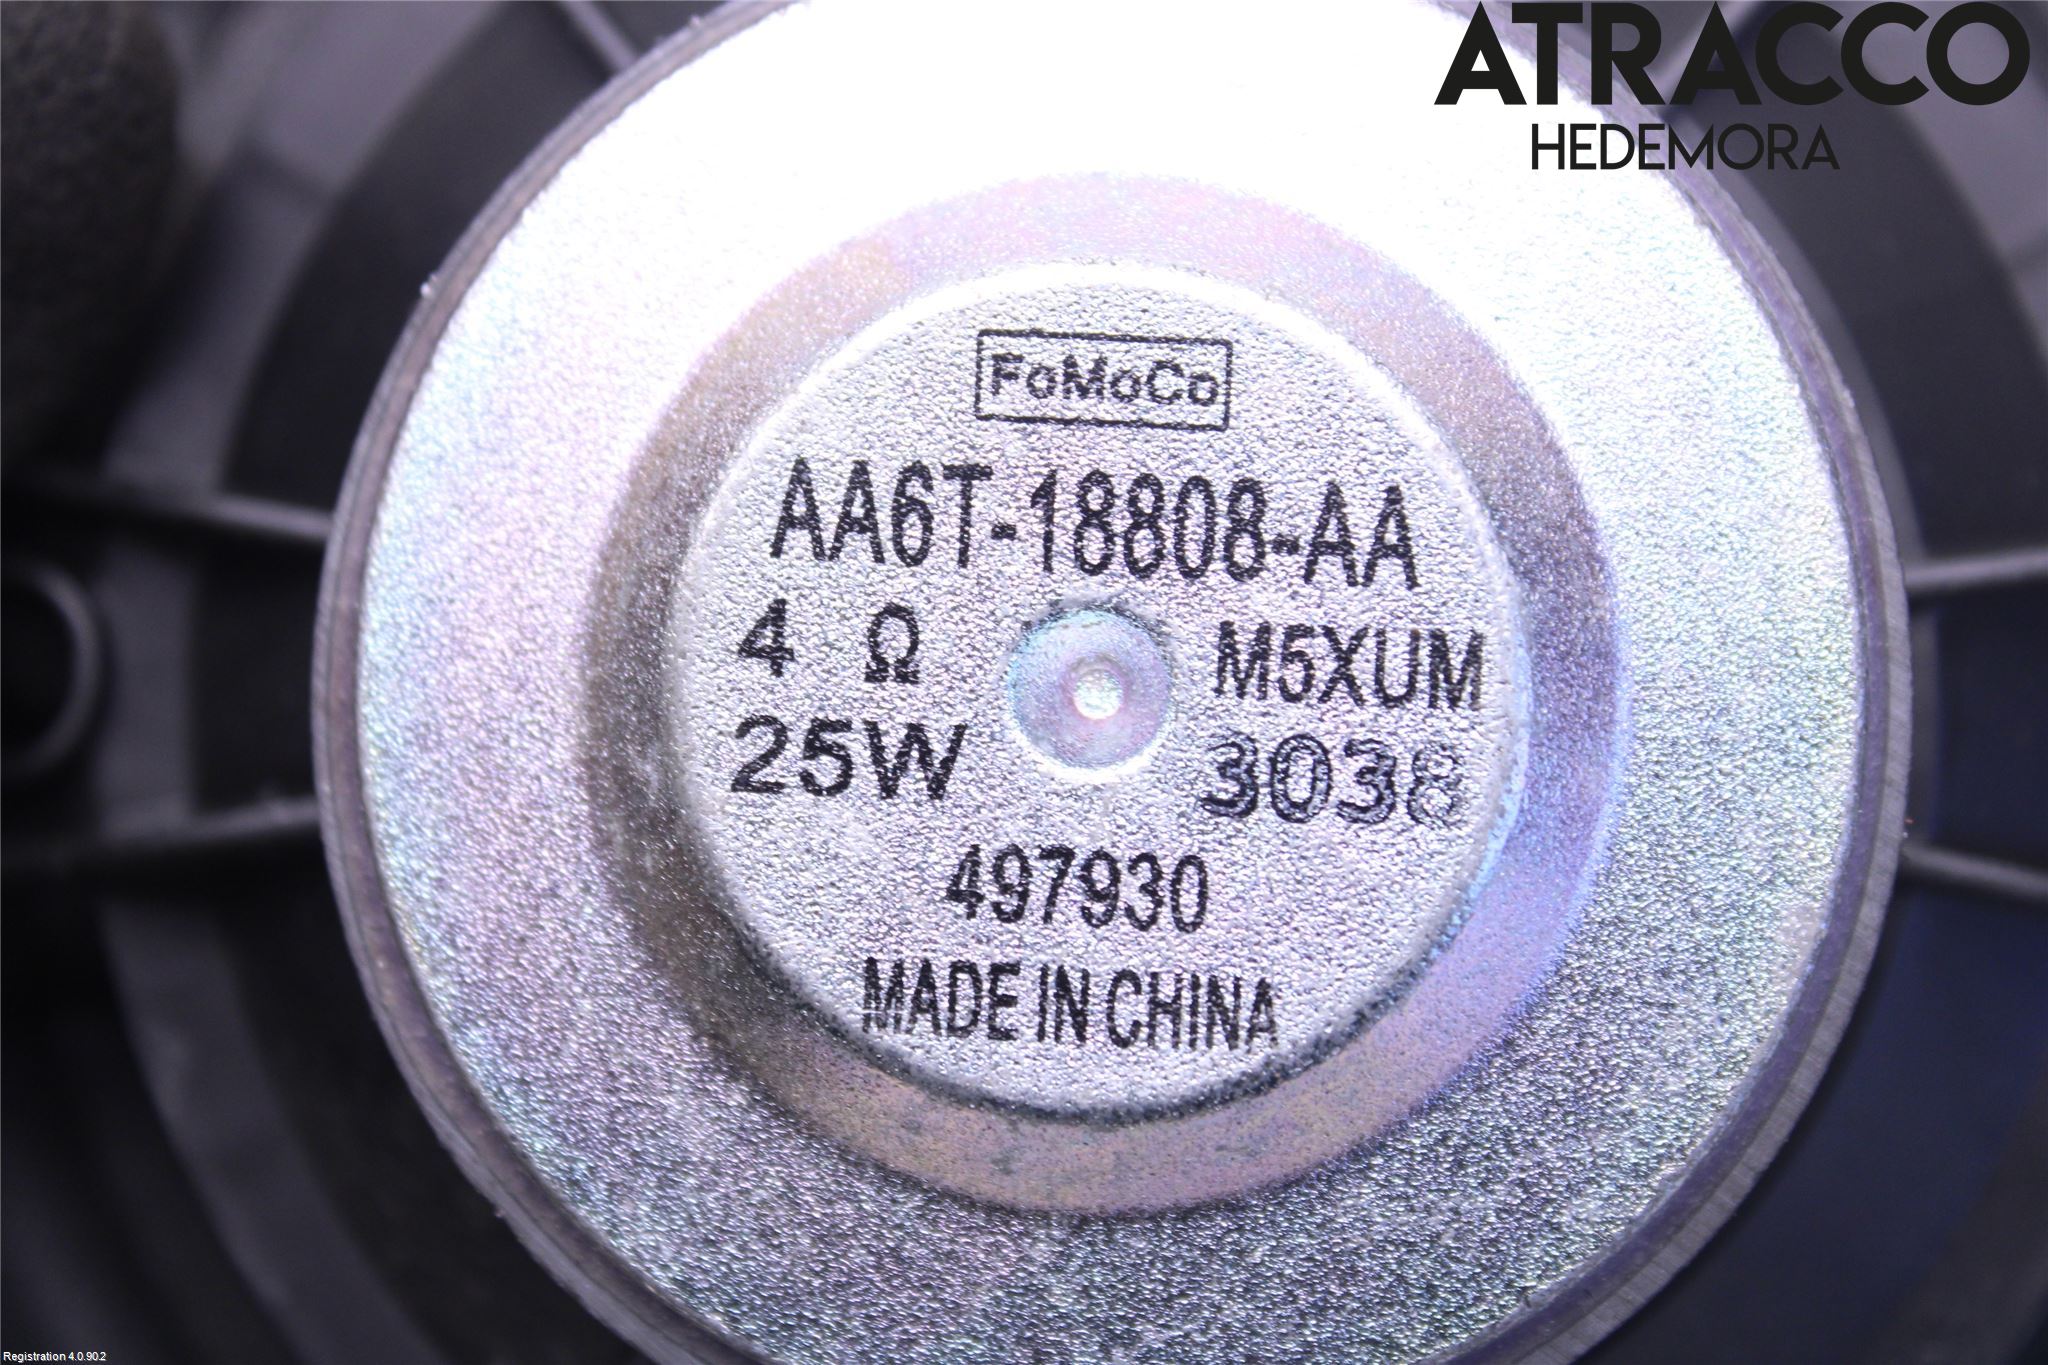 ATRACCO
HEDEMORA
FoMoCo
AA6T-18808-AA
4 Ω M5XUM
25W 3038
497930
MADE IN CHINA
Registration 4.0.90.2